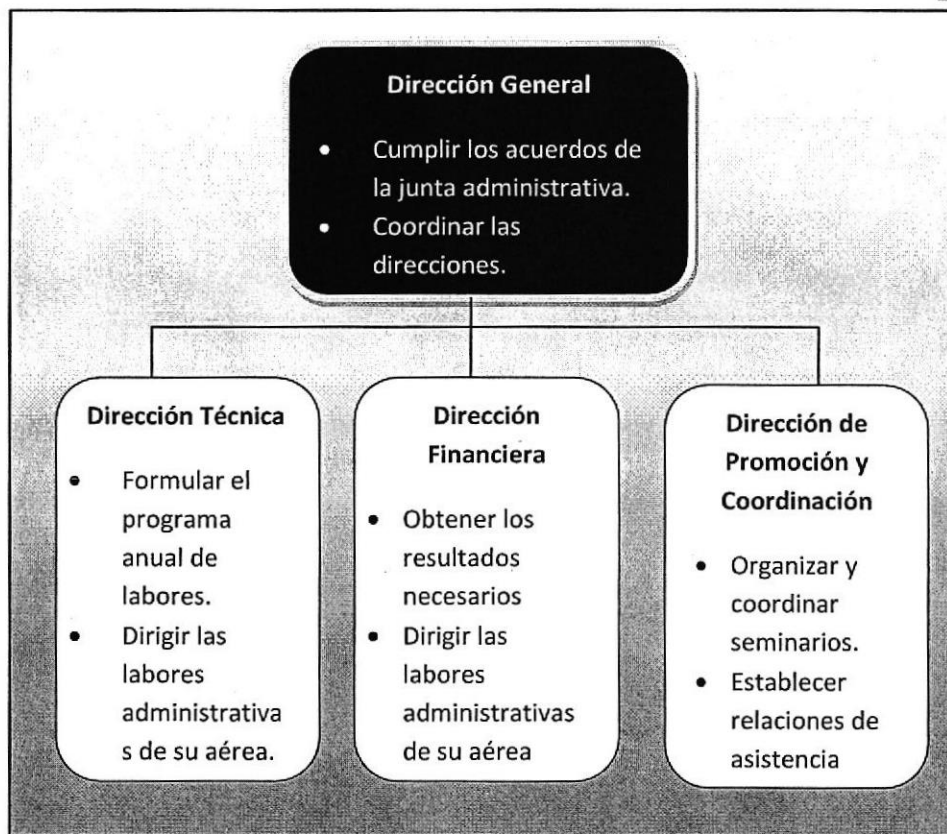 Dirección General
• Cumplir los acuerdos de
la junta administrativa.
• Coordinar las
direcciones.
Dirección Técnica
• Formular el
programa
anual de
labores.
• Dirigir las
labores
administrativa
s de su aérea.
Dirección
Financiera
• Obtener los
resultados
necesarios
• Dirigir las
labores
administrativas
de su aérea
Dirección de
Promoción y
Coordinación
• Organizar y
coordinar
seminarios.
• Establecer
relaciones de
asistencia